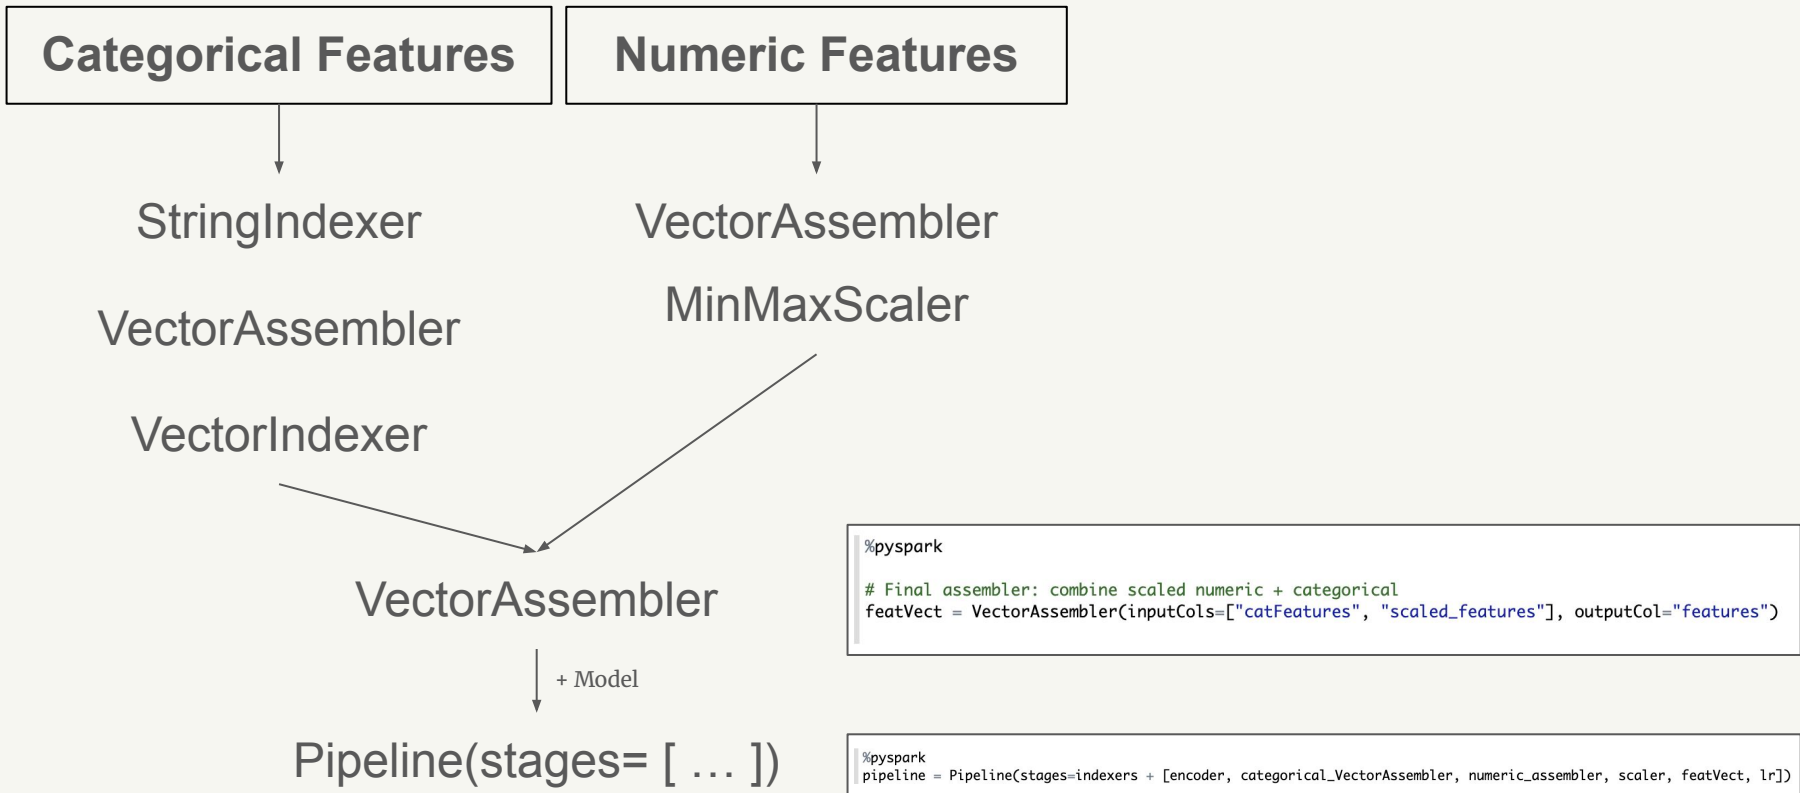 Categorical Features
Numeric Features
StringIndexer
VectorAssembler
VectorAssembler
MinMaxScaler
VectorIndexer
VectorAssembler
%pyspark
# Final assembler: combine scaled numeric + categorical
featVect = VectorAssembler(inputCols=["catFeatures", "scaled_features"], outputCol="features")
+ Model
Pipeline(stages= [ … ])
%pyspark
pipeline = Pipeline(stages=indexers + [encoder, categorical_VectorAssembler, numeric_assembler, scaler, featVect, lr])